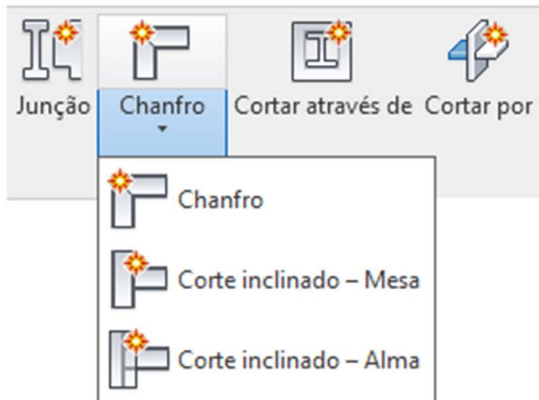 Junção Chanfro Cortar através de Cortar por
Chanfro
Corte inclinado – Mesa
Corte inclinado – Alma